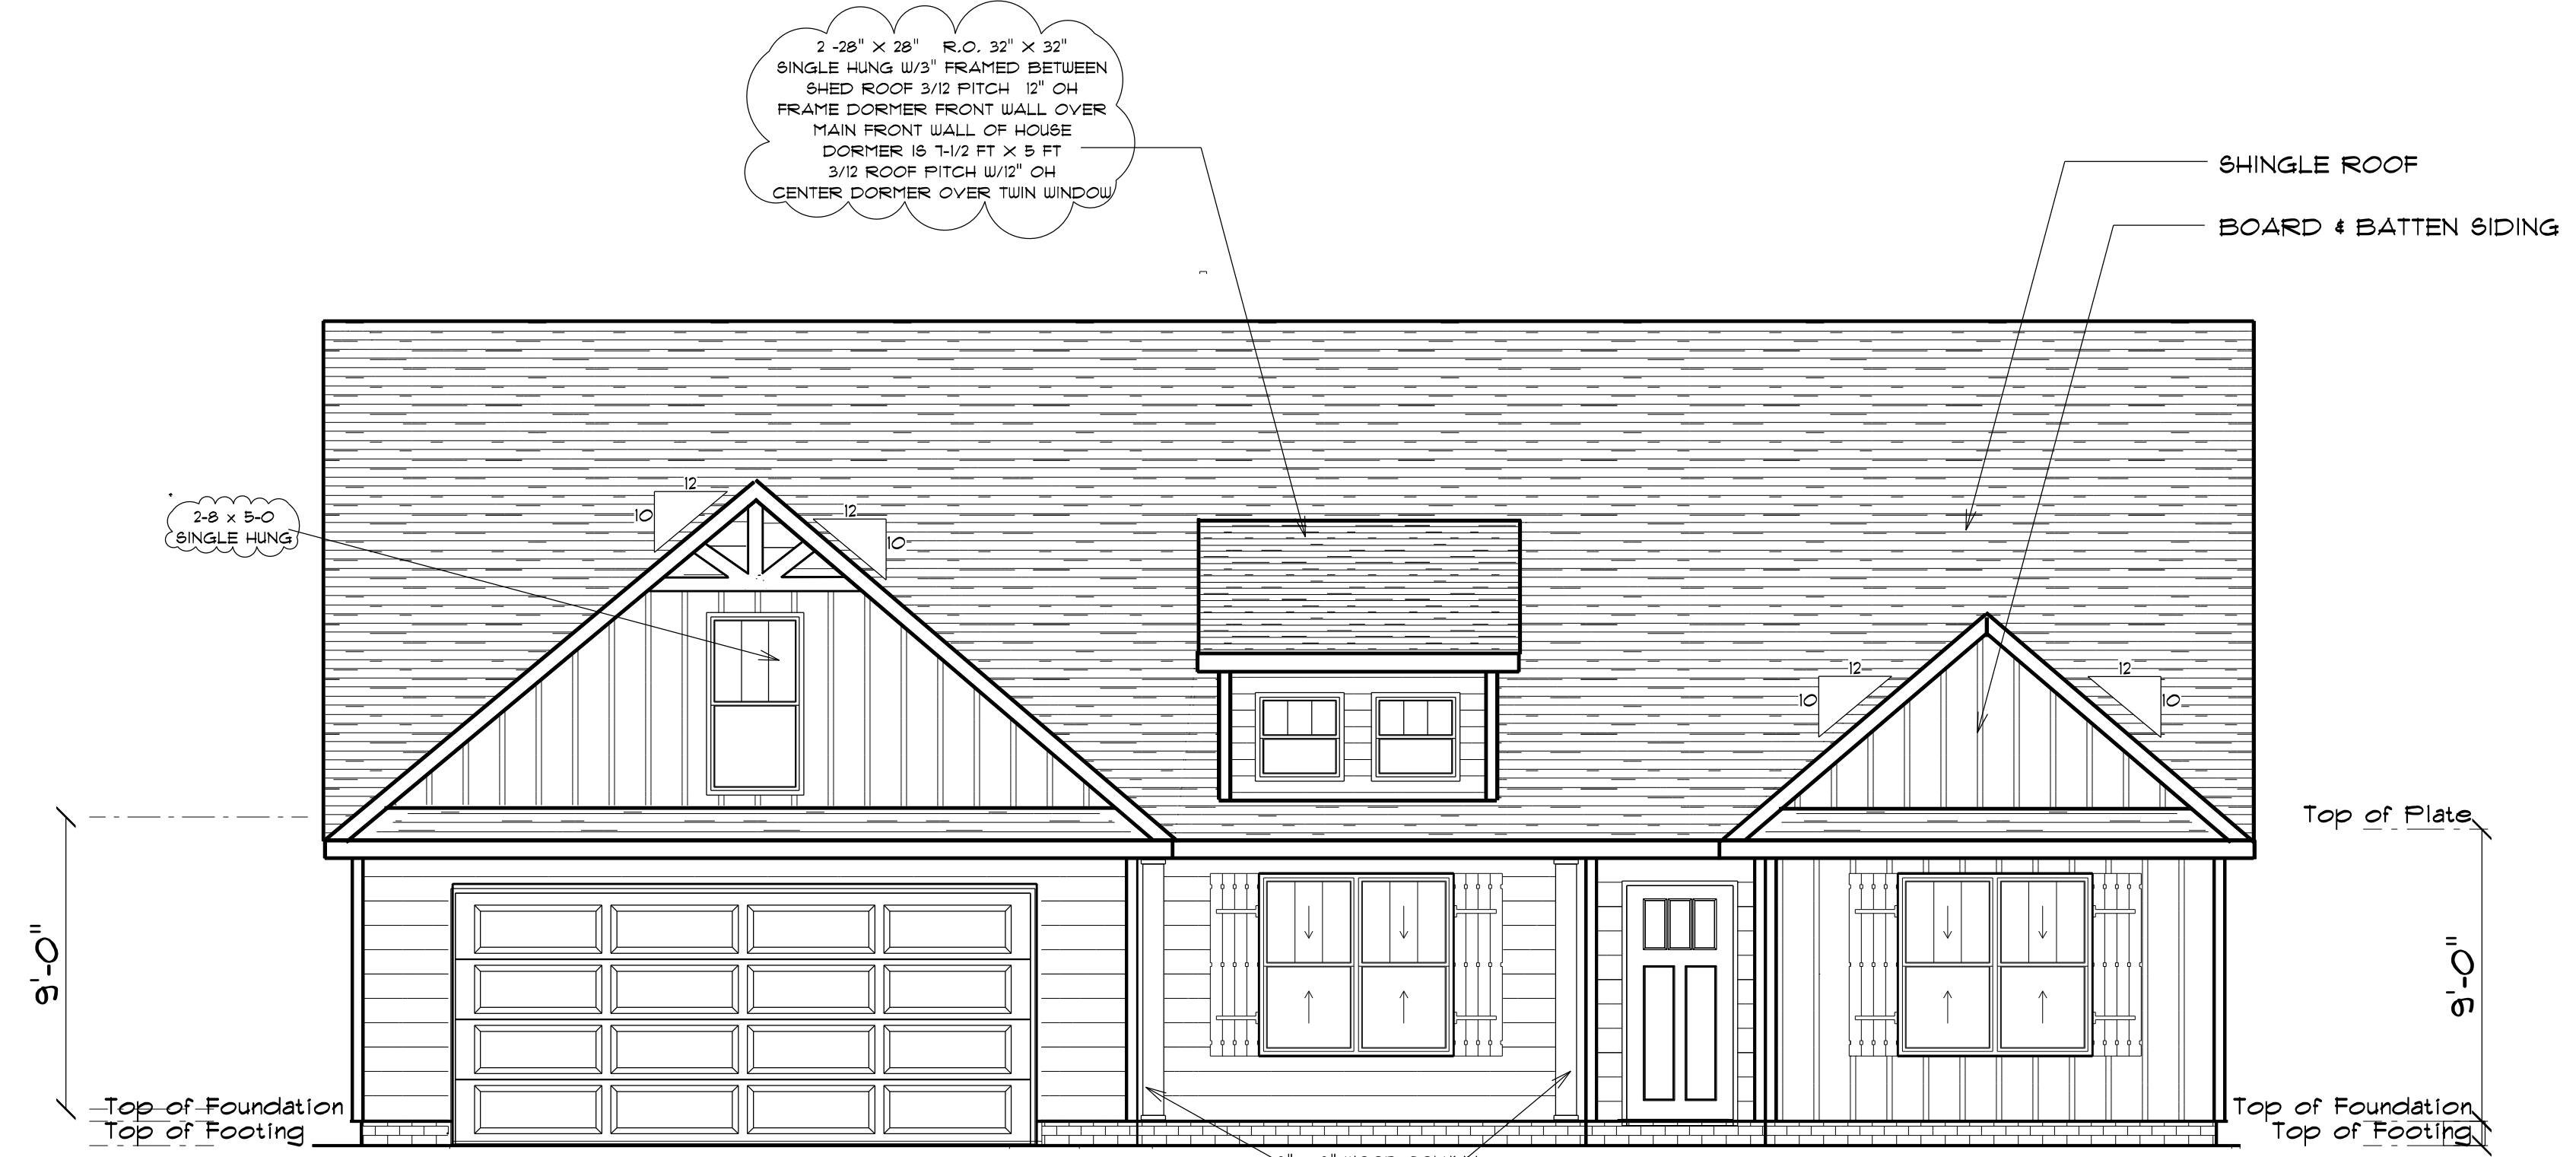 2 -28" X 28" R.O. 32" X 32"
SINGLE HUNG W/3" FRAMED BETWEEN
SHED ROOF 3/12 PITCH 12" OH
FRAME DORMER FRONT WALL OVER
MAIN FRONT WALL OF HOUSE
DORMER IS 7-1/2 FT X 5 FT
3/12 ROOF PITCH W/12" OH
CENTER DORMER OVER TWIN WINDOW
SHINGLE ROOF
BOARD & BATTEN SIDING
12
10
12
10
2-8 x 5-0
SINGLE HUNG
12
10
12
10
Top of Plate
9'-0"
9'-0"
Top of Foundation
Top of Footing
Top of Foundation
Top of Footing